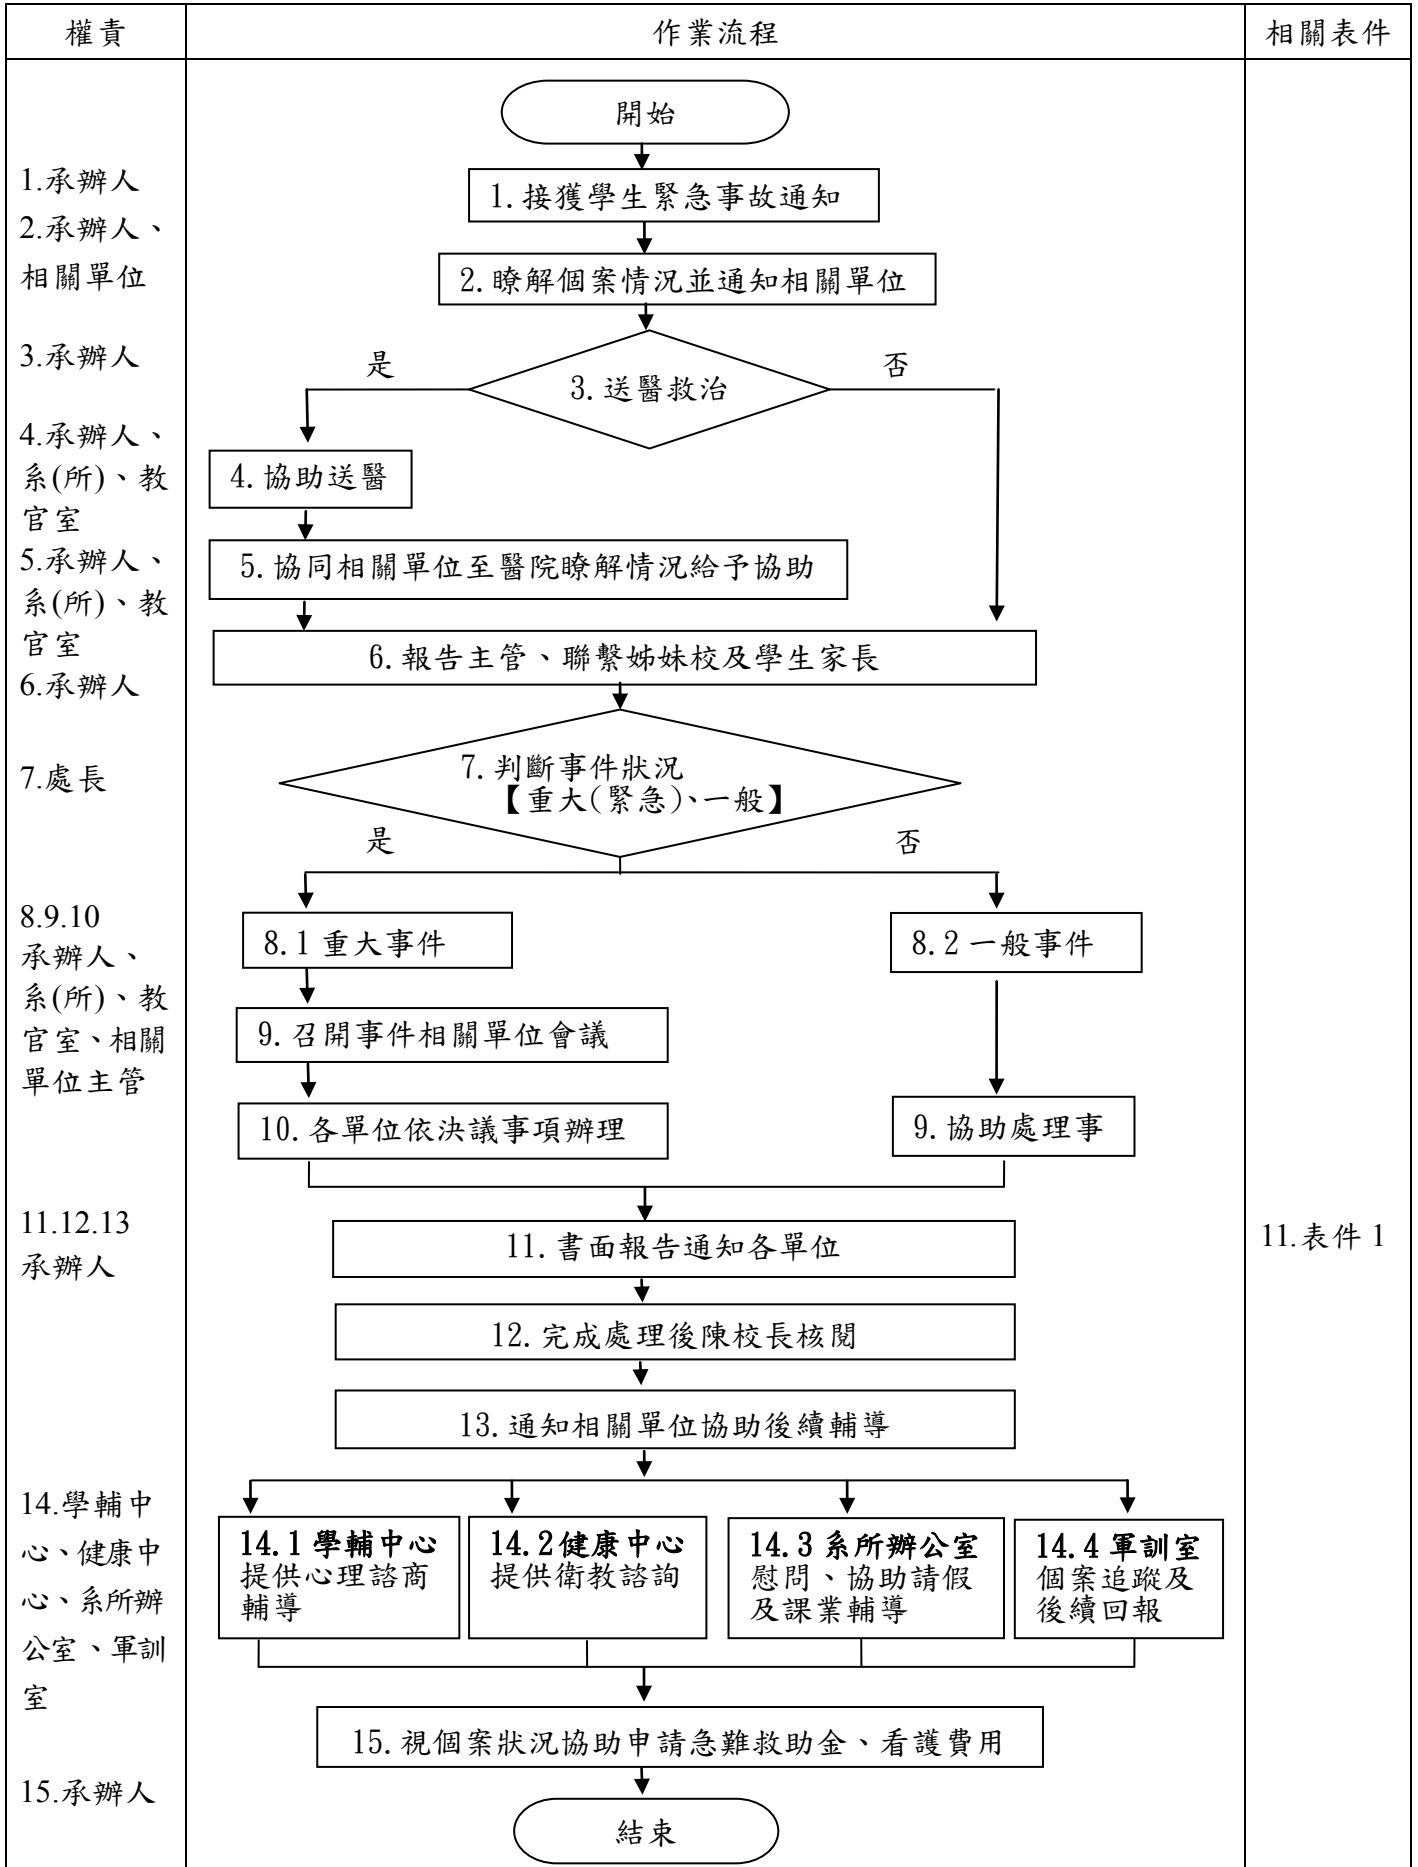 權責
作業流程
相關表件
開始
1.承辦人
1.接獲學生緊急事故通知
2.承辦人、
相關單位
2.瞭解個案情況並通知相關單位
3.承辦人
是
否
3.送醫救治
4.承辦人、
系(所)、教
官室
4.協助送醫
5.承辦人、
系(所)、教
官室
5.協同相關單位至醫院瞭解情況給予協助
6.承辦人
6.報告主管、聯繫姊妹校及學生家長
7.處長
7.判斷事件狀況
【重大(緊急)、一般】
是
否
8.9.10
承辦人、
系(所)、教
官室、相關
單位主管
8.1 重大事件
8.2 一般事件
9.召開事件相關單位會議
10.各單位依決議事項辦理
9.協助處理事
11.12.13
承辦人
11.書面報告通知各單位
11.表件 1
12.完成處理後陳校長核閱
13.通知相關單位協助後續輔導
14.學輔中
心、健康中
心、系所辦
公室、軍訓
室
14.1 學輔中心
提供心理諮商
輔導
14.2 健康中心
提供衛教諮詢
14.3 系所辦公室
慰問、協助請假
及課業輔導
14.4 軍訓室
個案追蹤及
後續回報
15.視個案狀況協助申請急難救助金、看護費用
15.承辦人
結束